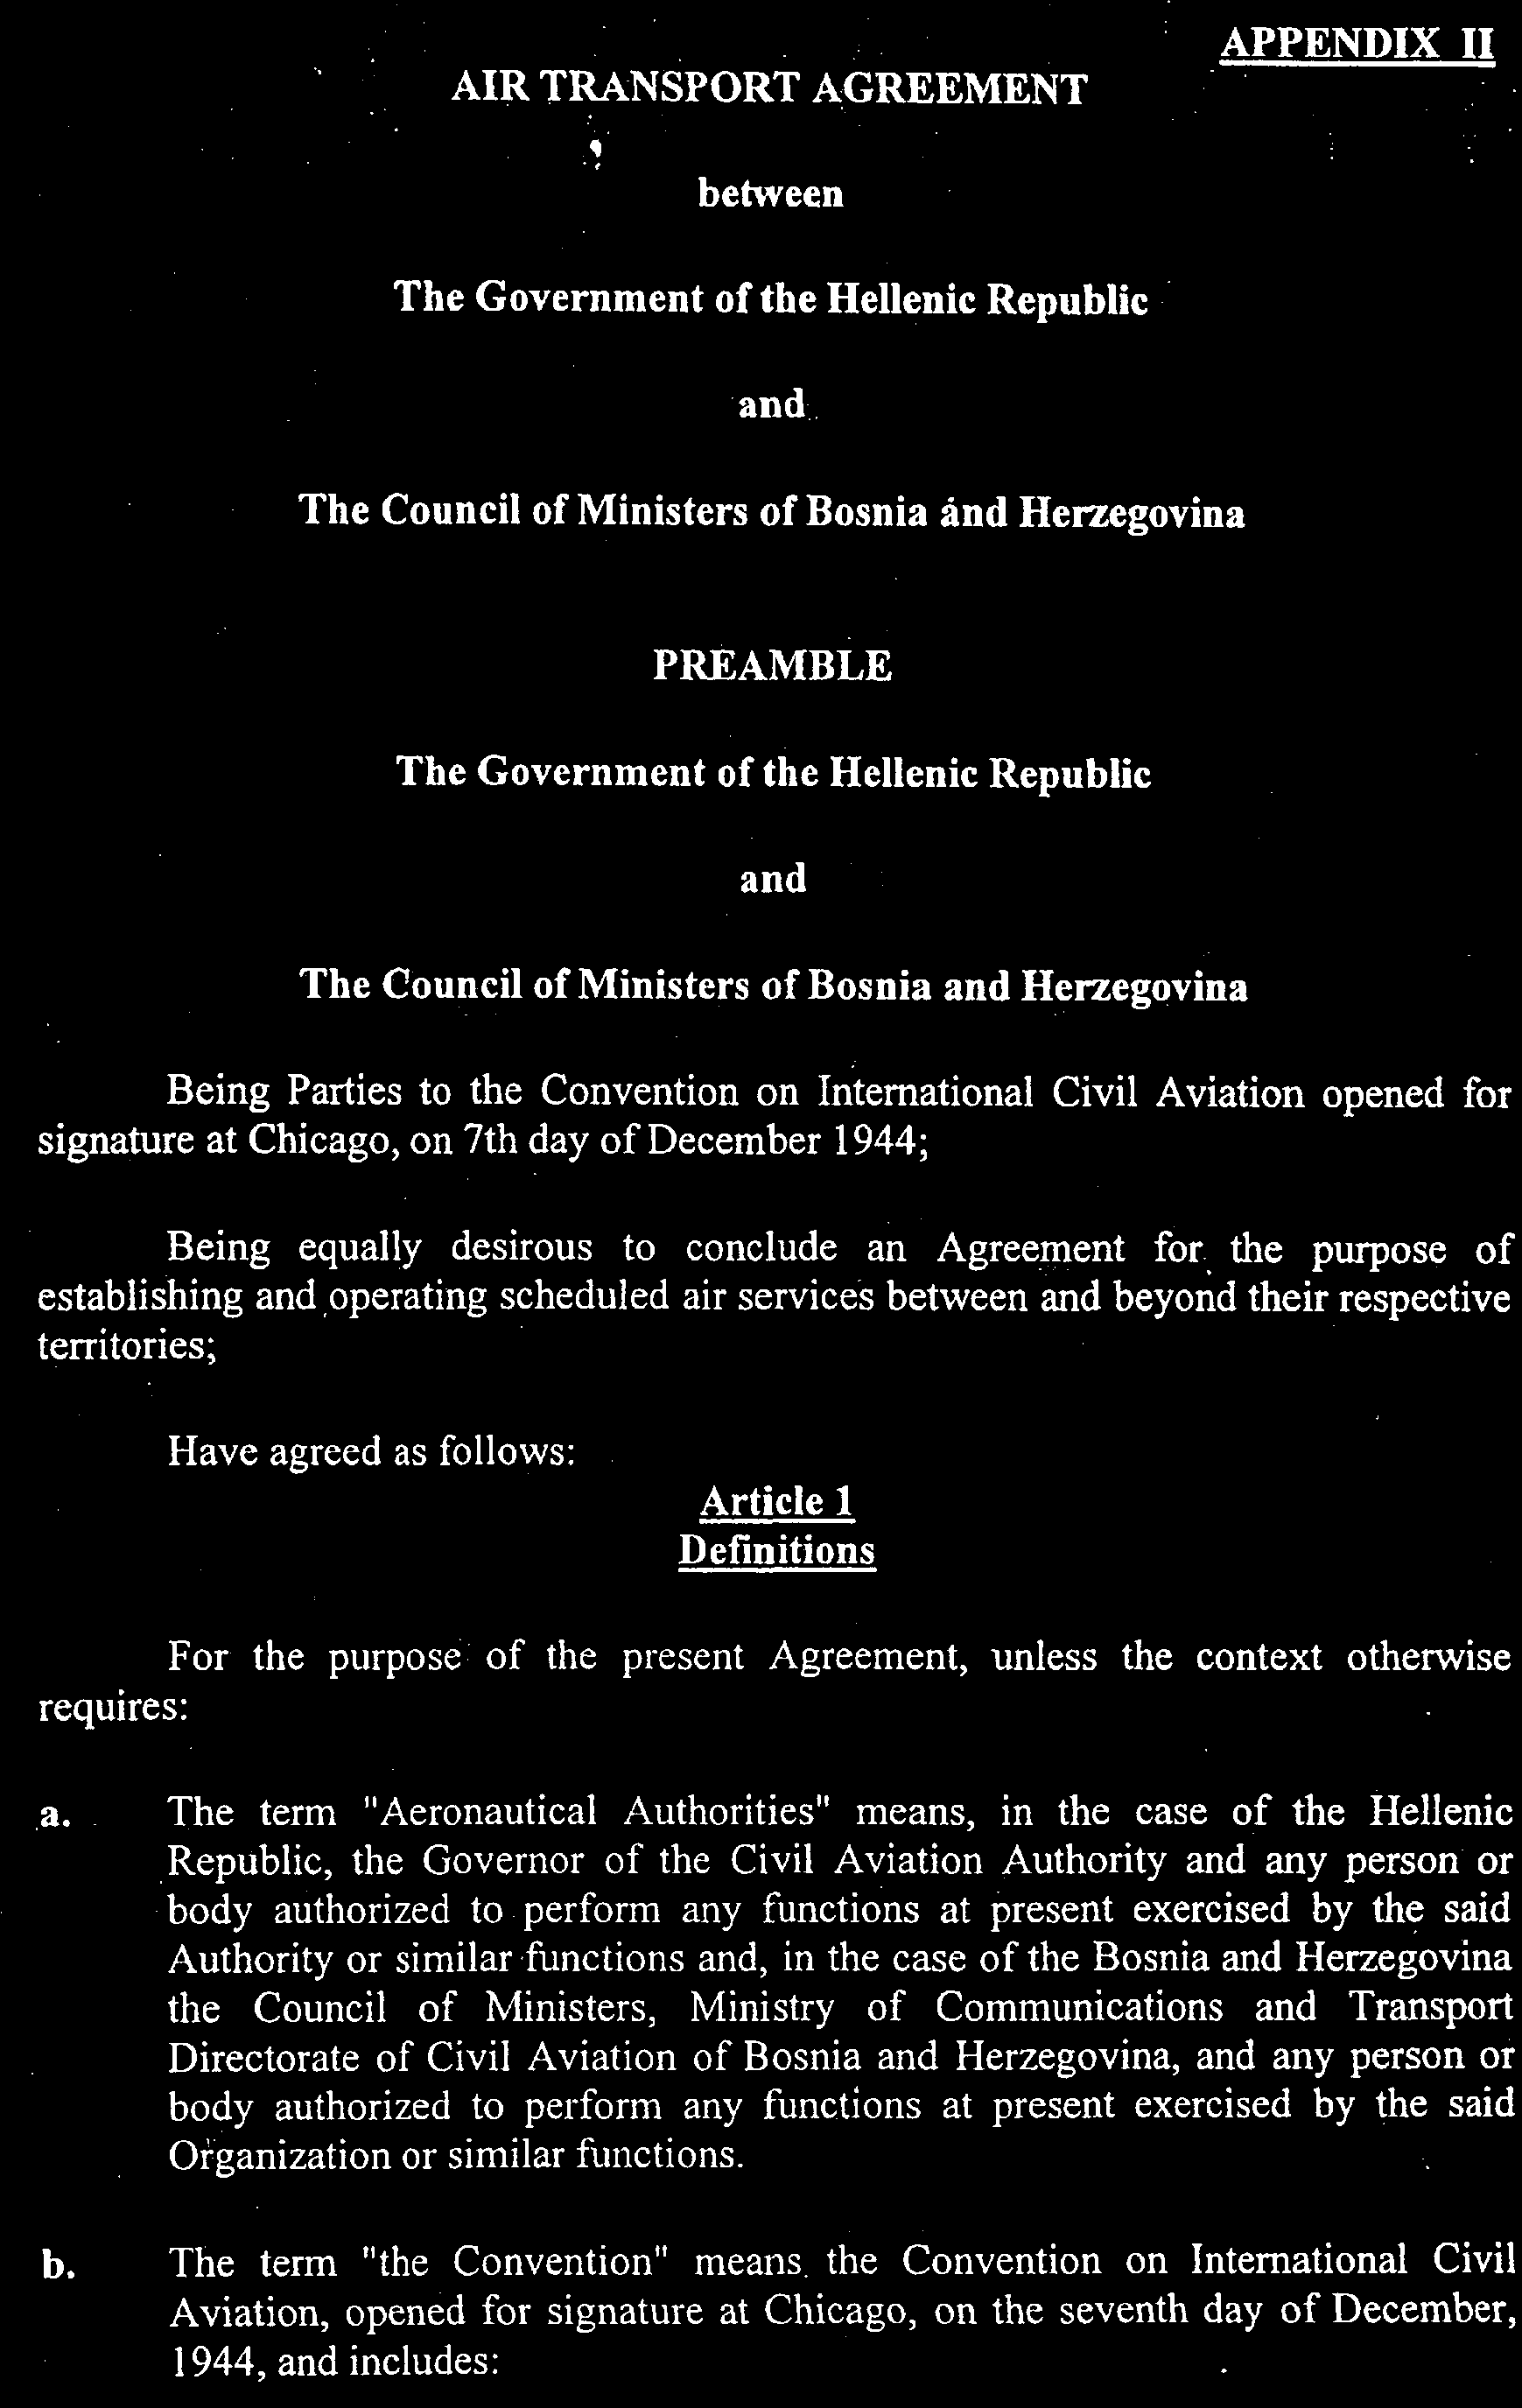 APPENDIX II
AIR TRANSPORT AGREEMENT
between
The Government of the Hellenic Republic
and
The Council of Ministers of Bosnia and Herzegovina
PREAMBLE
The Government of the Hellenic Republic
and
The Council of Ministers of Bosnia and Herzegovina
Being Parties to the Convention on International Civil Aviation opened for
signature at Chicago, on 7th day of December 1944;
Being equally desirous to conclude an Agreement for the purpose of
establishing and operating scheduled air services between and beyond their respective
territories;
Have agreed as follows:
Article 1
Definitions
For the purpose of the present Agreement, unless the context otherwise
requires:
a. The term "Aeronautical Authorities" means, in the case of the Hellenic
Republic, the Governor of the Civil Aviation Authority and any person or
body authorized to perform any functions at present exercised by the said
Authority or similar functions and, in the case of the Bosnia and Herzegovina
the Council of Ministers, Ministry of Communications and Transport
Directorate of Civil Aviation of Bosnia and Herzegovina, and any person or
body authorized to perform any functions at present exercised by the said
Organization or similar functions.
b. The term "the Convention" means the Convention on International Civil
Aviation, opened for signature at Chicago, on the seventh day of December,
1944, and includes: